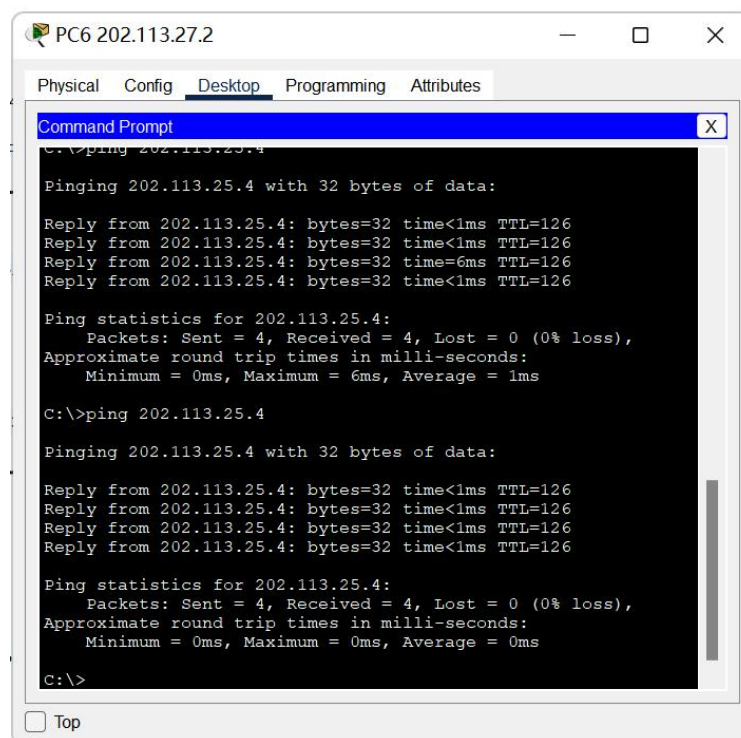 PC6 202.113.27.2
Physical Config Desktop Programming Attributes
Command Prompt X
C:\>ping 202.113.25.4
Pinging 202.113.25.4 with 32 bytes of data:
Reply from 202.113.25.4: bytes=32 time<1ms TTL=126
Reply from 202.113.25.4: bytes=32 time<1ms TTL=126
Reply from 202.113.25.4: bytes=32 time=6ms TTL=126
Reply from 202.113.25.4: bytes=32 time<1ms TTL=126
Ping statistics for 202.113.25.4:
Packets: Sent = 4, Received = 4, Lost = 0 (0% loss),
Approximate round trip times in milli-seconds:
Minimum = 0ms, Maximum = 6ms, Average = 1ms
C:\>ping 202.113.25.4
Pinging 202.113.25.4 with 32 bytes of data:
Reply from 202.113.25.4: bytes=32 time<1ms TTL=126
Reply from 202.113.25.4: bytes=32 time<1ms TTL=126
Reply from 202.113.25.4: bytes=32 time<1ms TTL=126
Reply from 202.113.25.4: bytes=32 time<1ms TTL=126
Ping statistics for 202.113.25.4:
Packets: Sent = 4, Received = 4, Lost = 0 (0% loss),
Approximate round trip times in milli-seconds:
Minimum = 0ms, Maximum = 0ms, Average = 0ms
C:\>
Top